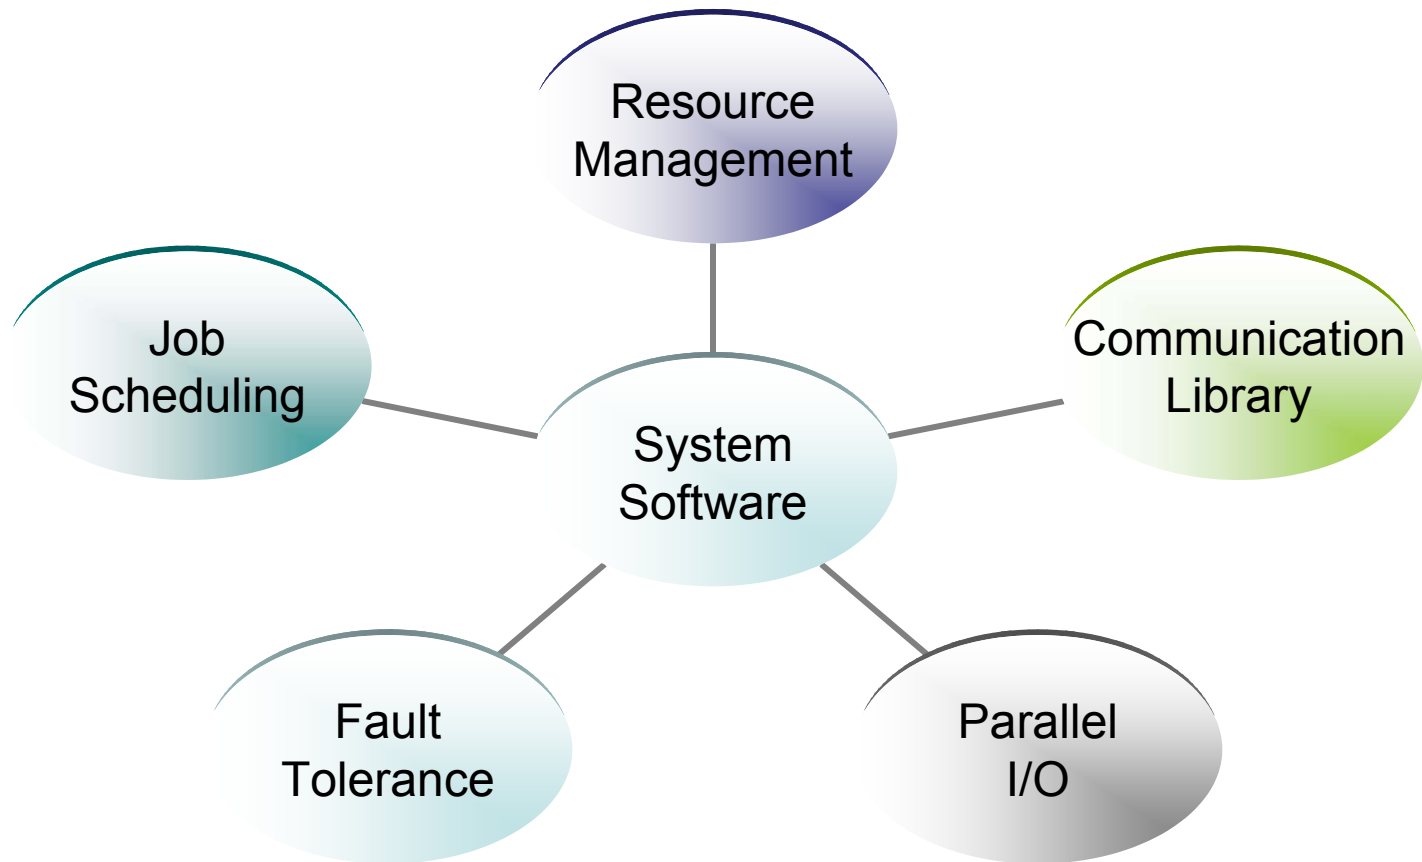 Resource
Management
Job
Scheduling
Communication
Library
System
Software
Fault
Tolerance
Parallel
I/O